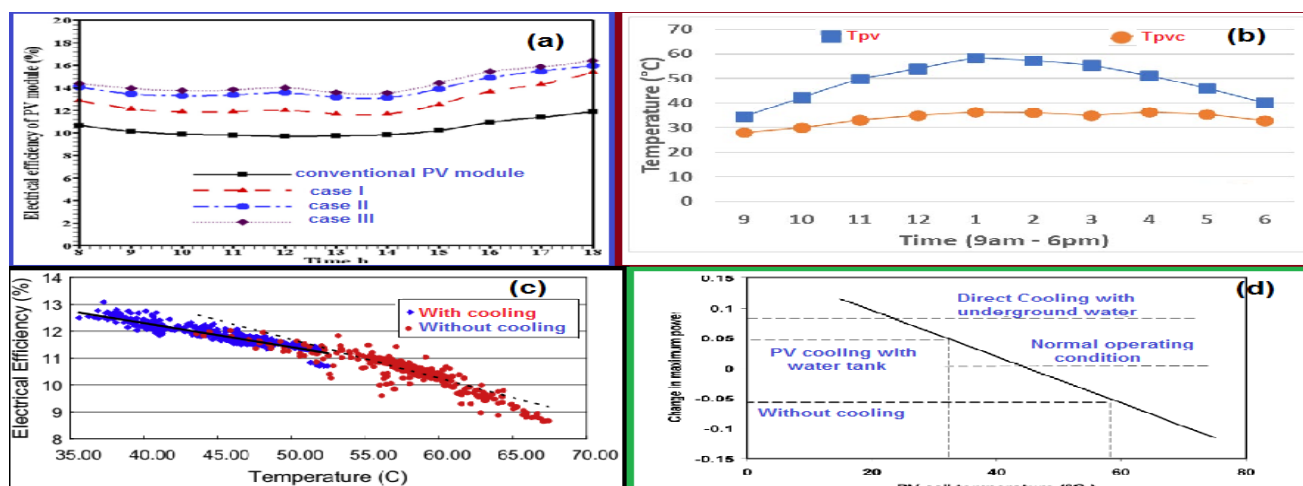 (a)
Electrical efficiency of PV module (%)
20
18
16
14
12
10
8
6
4
2
0
conventional PV module
case I
case II
case III
8 9 10 11 12 13 14 15 16 17 18
Time h
(b)
Tpv
Tpvc
Temperature (°C)
70
60
50
40
30
20
10
0
9 10 11 12 1 2 3 4 5 6
Time (9am - 6pm)
(c)
Electrical Efficiency (%)
14
13
12
11
10
9
8
With cooling
Without cooling
35.00 40.00 45.00 50.00 55.00 60.00 65.00 70.00
Temperature (C)
(d)
Change in maximum power
0.15
0.1
0.05
0
-0.05
-0.1
-0.15
Direct Cooling with
underground water
PV cooling with
water tank
Normal operating
condition
Without cooling
0 20 40 60 80